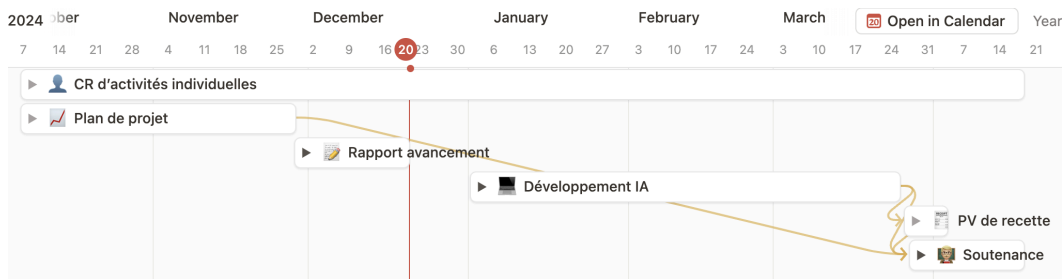 2024 ober November December January February March Open in Calendar Year
7 14 21 28 4 11 18 25 2 9 16 20 23 30 6 13 20 27 3 10 17 24 3 10 17 24 31 7 14 21
CR d’activités individuelles
Plan de projet
Rapport avancement
Développement IA
PV de recette
Soutenance